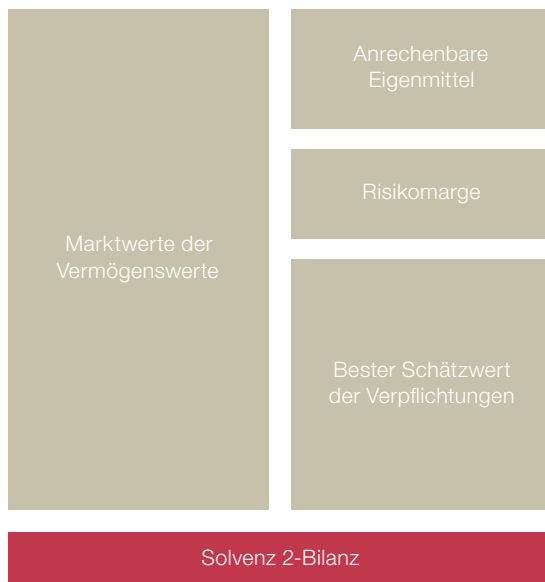 Marktwerte der
Vermögenswerte
Anrechenbare
Eigenmittel
Risikomarge
Bester Schätzwert
der Verpflichtungen
Solvenz 2-Bilanz